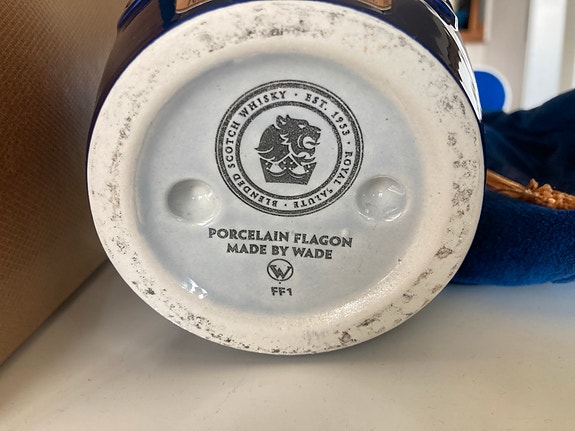 BLENDED SCOTCH WHISKY · EST. 1953 · ROYAL SALUTE ·
PORCELAIN FLAGON
MADE BY WADE
W
FF1